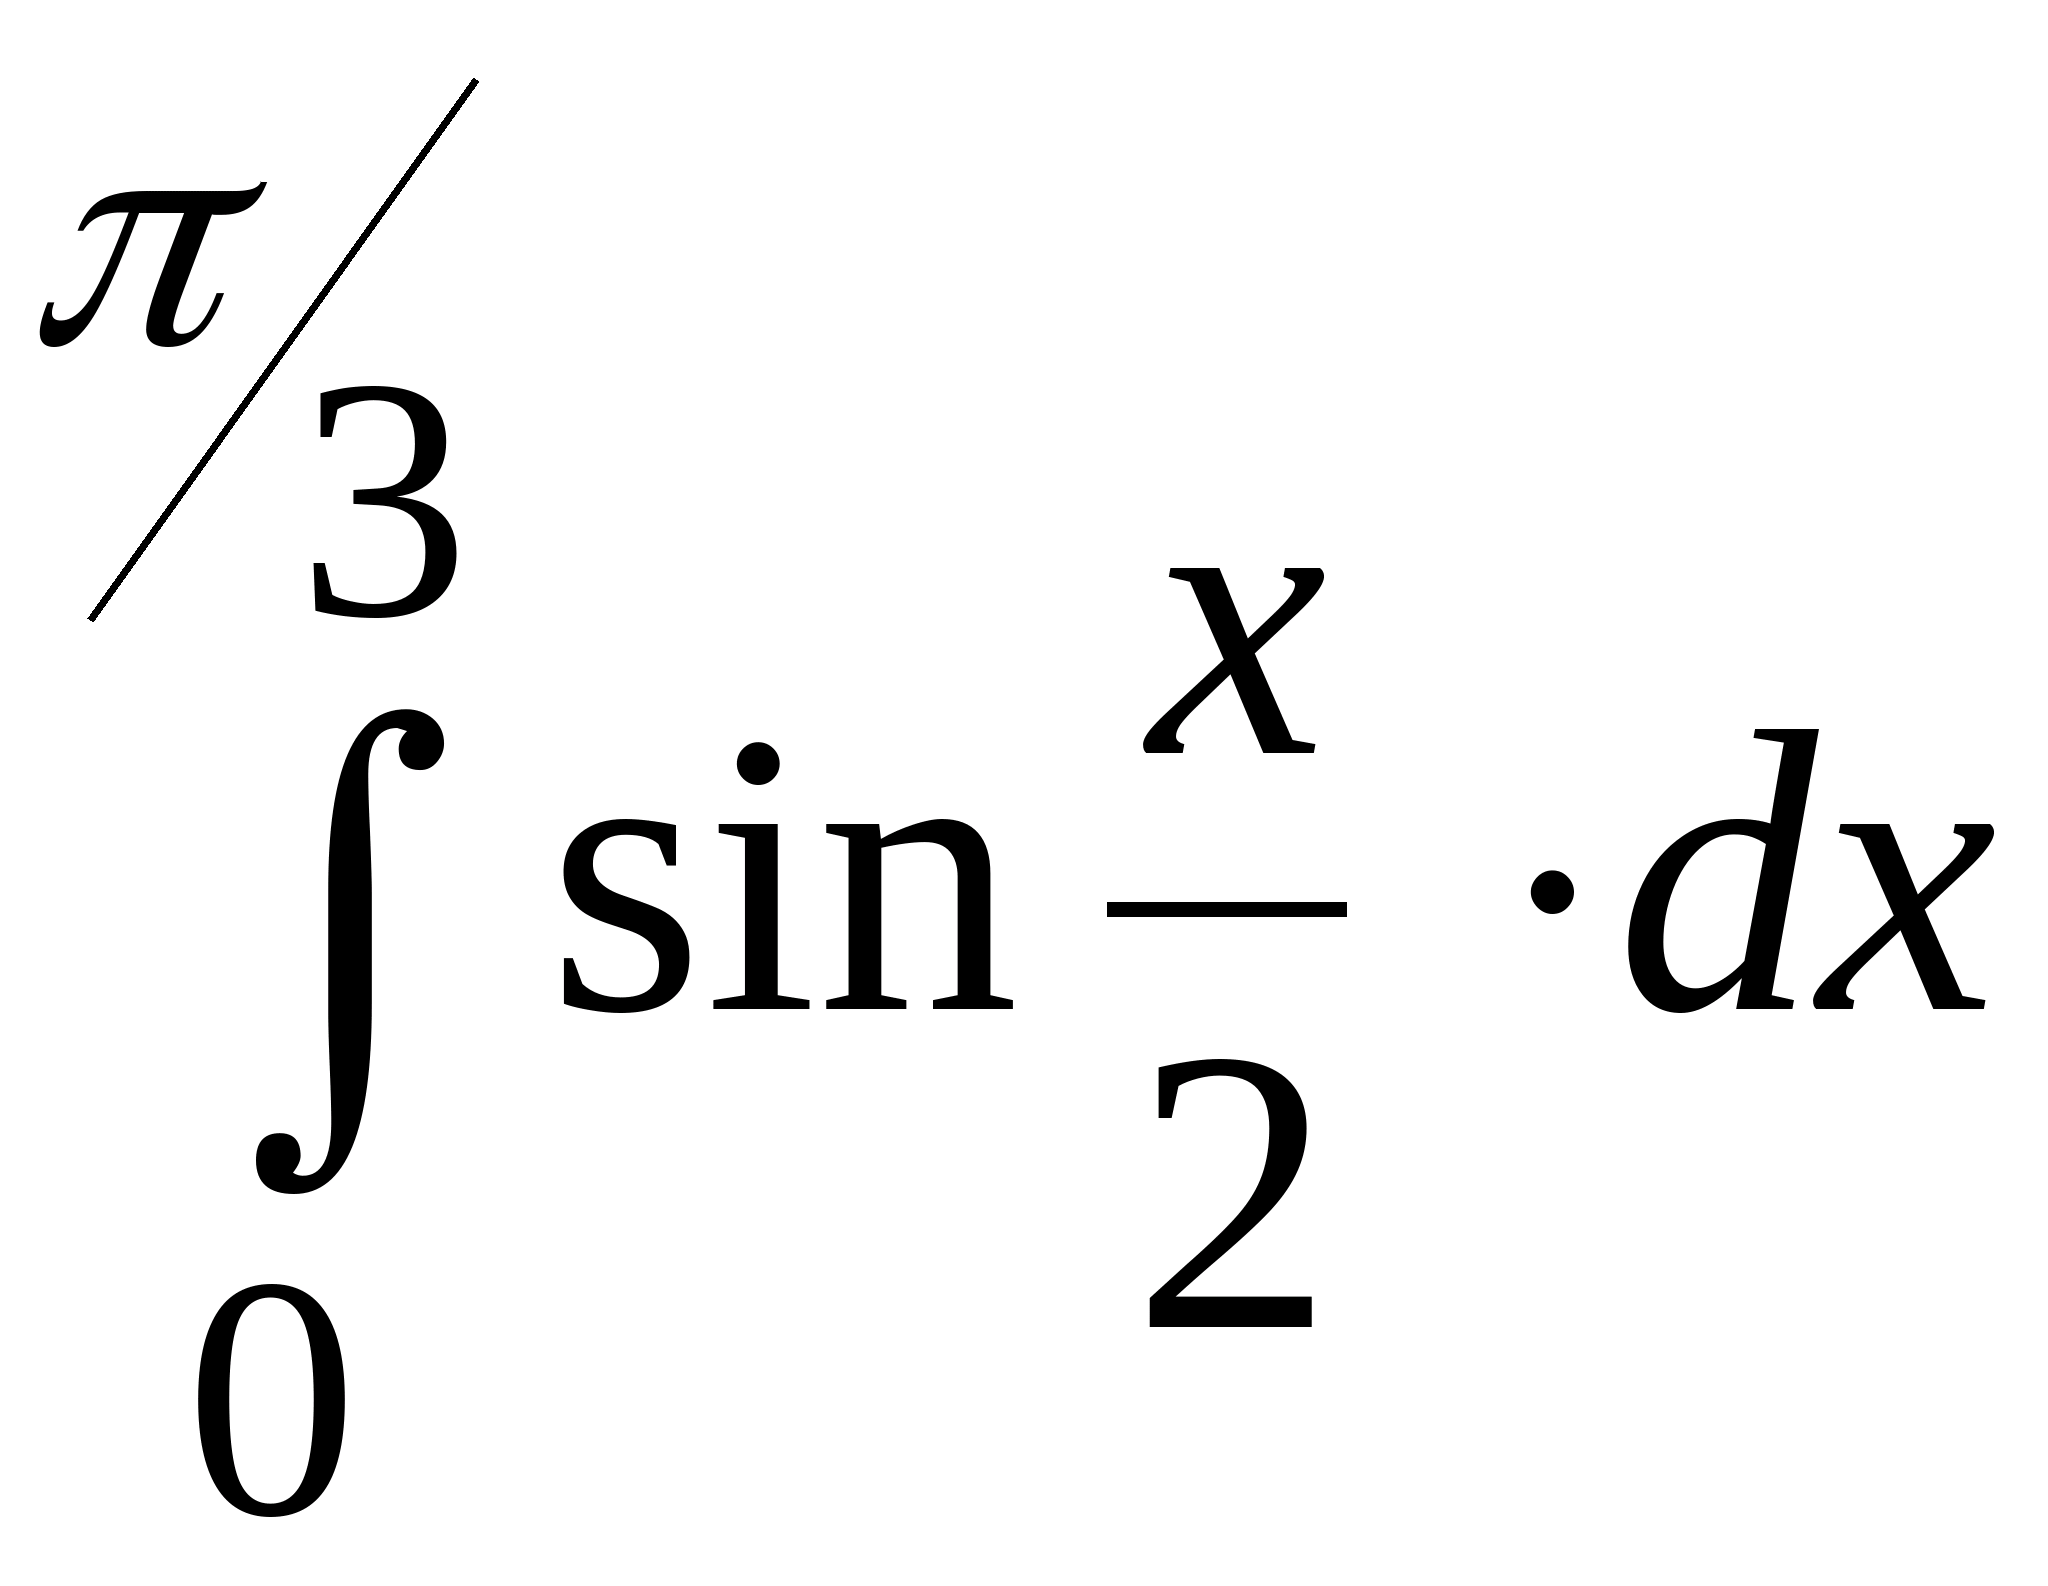 ∫₀^{π/3} sin x/2 · dx